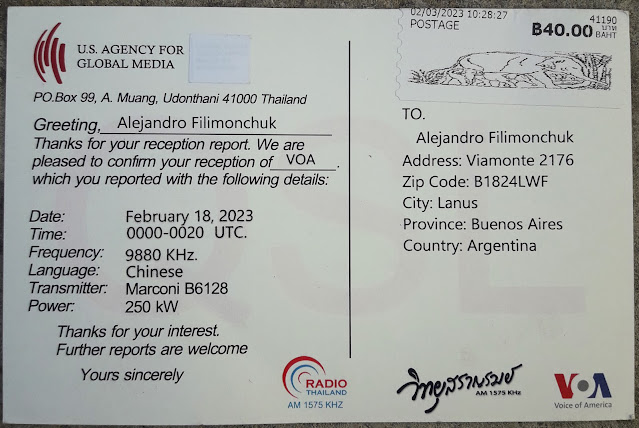 U.S. AGENCY FOR
GLOBAL MEDIA
PO.Box 99, A. Muang, Udonthani 41000 Thailand
Greeting, Alejandro Filimonchuk
Thanks for your reception report. We are
pleased to confirm your reception of VOA.
which you reported with the following details:
Date: February 18, 2023
Time: 0000-0020 UTC.
Frequency: 9880 KHz.
Language: Chinese
Transmitter: Marconi B6128
Power: 250 kW
Thanks for your interest.
Further reports are welcome
Yours sincerely
RADIO
THAILAND
AM 1575 KHZ
02/03/2023 10:28:27
POSTAGE
41190
฿40.00 บาท
BAHT
TO.
Alejandro Filimonchuk
Address: Viamonte 2176
Zip Code: B1824LWF
City: Lanus
Province: Buenos Aires
Country: Argentina
วิทยุสราญรมย์
AM 1575 KHz
VOA
Voice of America
QSL